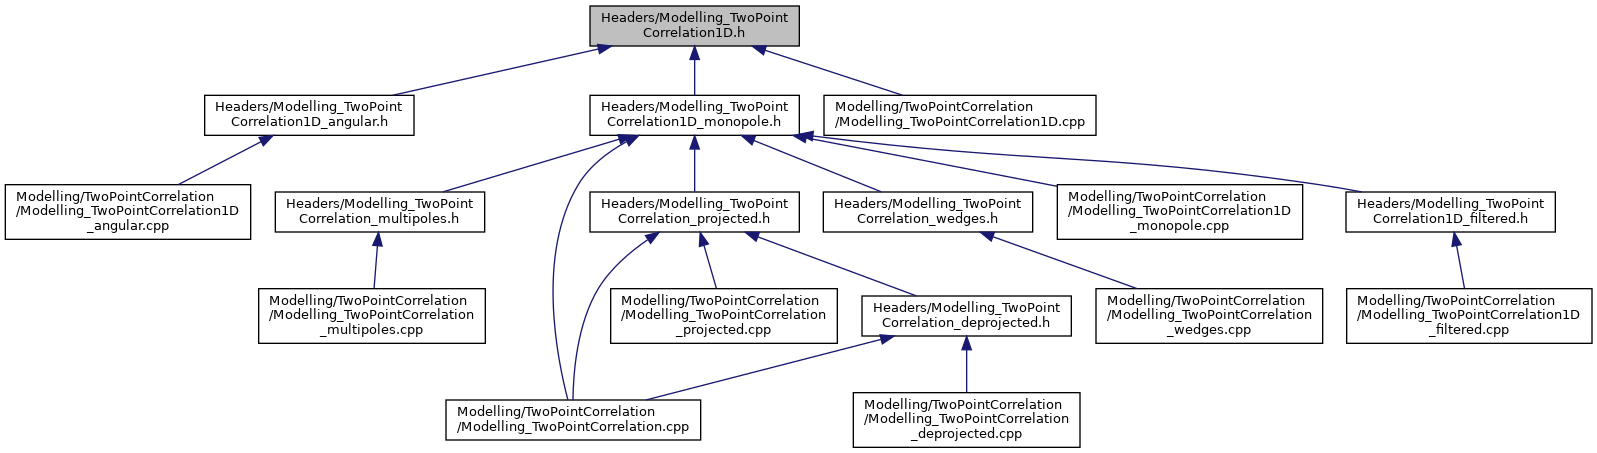 Headers/Modelling_TwoPoint
Correlation1D.h
Headers/Modelling_TwoPoint
Correlation1D_angular.h
Headers/Modelling_TwoPoint
Correlation1D_monopole.h
Modelling/TwoPointCorrelation
/Modelling_TwoPointCorrelation1D.cpp
Modelling/TwoPointCorrelation
/Modelling_TwoPointCorrelation1D
_angular.cpp
Headers/Modelling_TwoPoint
Correlation_multipoles.h
Headers/Modelling_TwoPoint
Correlation_projected.h
Headers/Modelling_TwoPoint
Correlation_wedges.h
Modelling/TwoPointCorrelation
/Modelling_TwoPointCorrelation1D
_monopole.cpp
Headers/Modelling_TwoPoint
Correlation1D_filtered.h
Modelling/TwoPointCorrelation
/Modelling_TwoPointCorrelation
_multipoles.cpp
Modelling/TwoPointCorrelation
/Modelling_TwoPointCorrelation
_projected.cpp
Headers/Modelling_TwoPoint
Correlation_deprojected.h
Modelling/TwoPointCorrelation
/Modelling_TwoPointCorrelation
_wedges.cpp
Modelling/TwoPointCorrelation
/Modelling_TwoPointCorrelation1D
_filtered.cpp
Modelling/TwoPointCorrelation
/Modelling_TwoPointCorrelation.cpp
Modelling/TwoPointCorrelation
/Modelling_TwoPointCorrelation
_deprojected.cpp